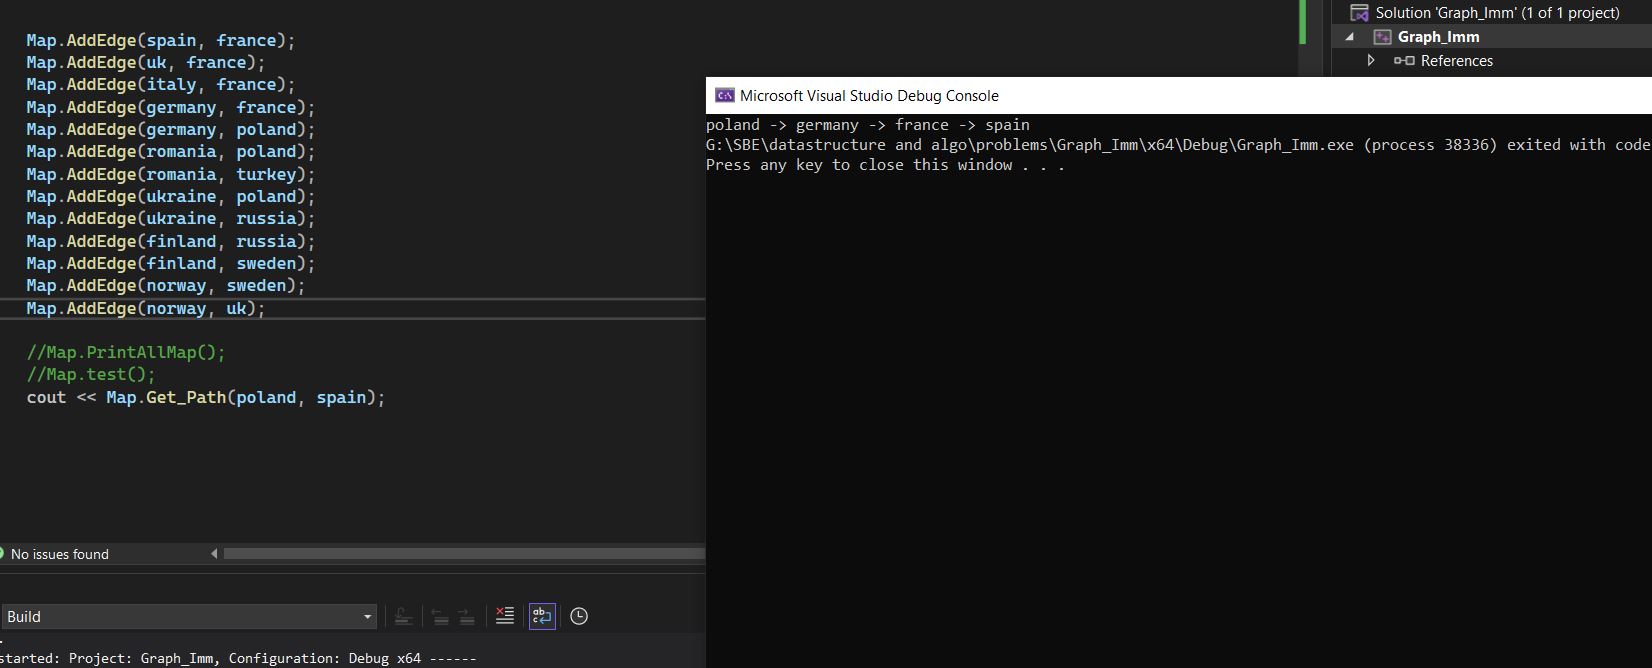 Map.AddEdge(spain, france);
Map.AddEdge(uk, france);
Map.AddEdge(italy, france);
Map.AddEdge(germany, france);
Map.AddEdge(germany, poland);
Map.AddEdge(romania, poland);
Map.AddEdge(romania, turkey);
Map.AddEdge(ukraine, poland);
Map.AddEdge(ukraine, russia);
Map.AddEdge(finland, russia);
Map.AddEdge(finland, sweden);
Map.AddEdge(norway, sweden);
Map.AddEdge(norway, uk);
//Map.PrintAllMap();
//Map.test();
cout << Map.Get_Path(poland, spain);
No issues found
Build
started: Project: Graph_Imm, Configuration: Debug x64 ------
Solution 'Graph_Imm' (1 of 1 project)
Graph_Imm
References
Microsoft Visual Studio Debug Console
poland -> germany -> france -> spain
G:\SBE\datastructure and algo\problems\Graph_Imm\x64\Debug\Graph_Imm.exe (process 38336) exited with code
Press any key to close this window . . .